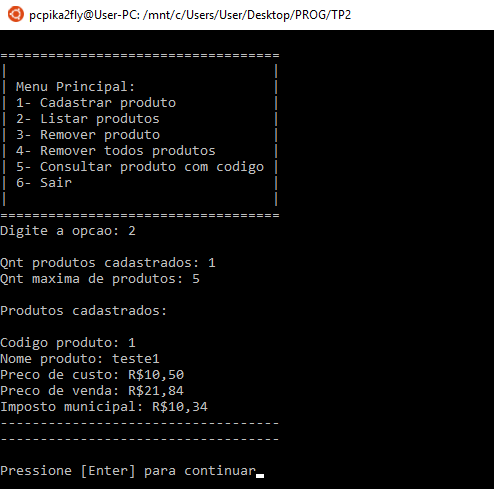 pcpika2fly@User-PC: /mnt/c/Users/User/Desktop/PROG/TP2
===================================
|                                 |
| Menu Principal:                 |
| 1- Cadastrar produto            |
| 2- Listar produtos              |
| 3- Remover produto              |
| 4- Remover todos produtos       |
| 5- Consultar produto com codigo |
| 6- Sair                         |
|                                 |
===================================
Digite a opcao: 2
Qnt produtos cadastrados: 1
Qnt maxima de produtos: 5
Produtos cadastrados:
Codigo produto: 1
Nome produto: teste1
Preco de custo: R$10,50
Preco de venda: R$21,84
Imposto municipal: R$10,34
-----------------------------------
-----------------------------------
Pressione [Enter] para continuar